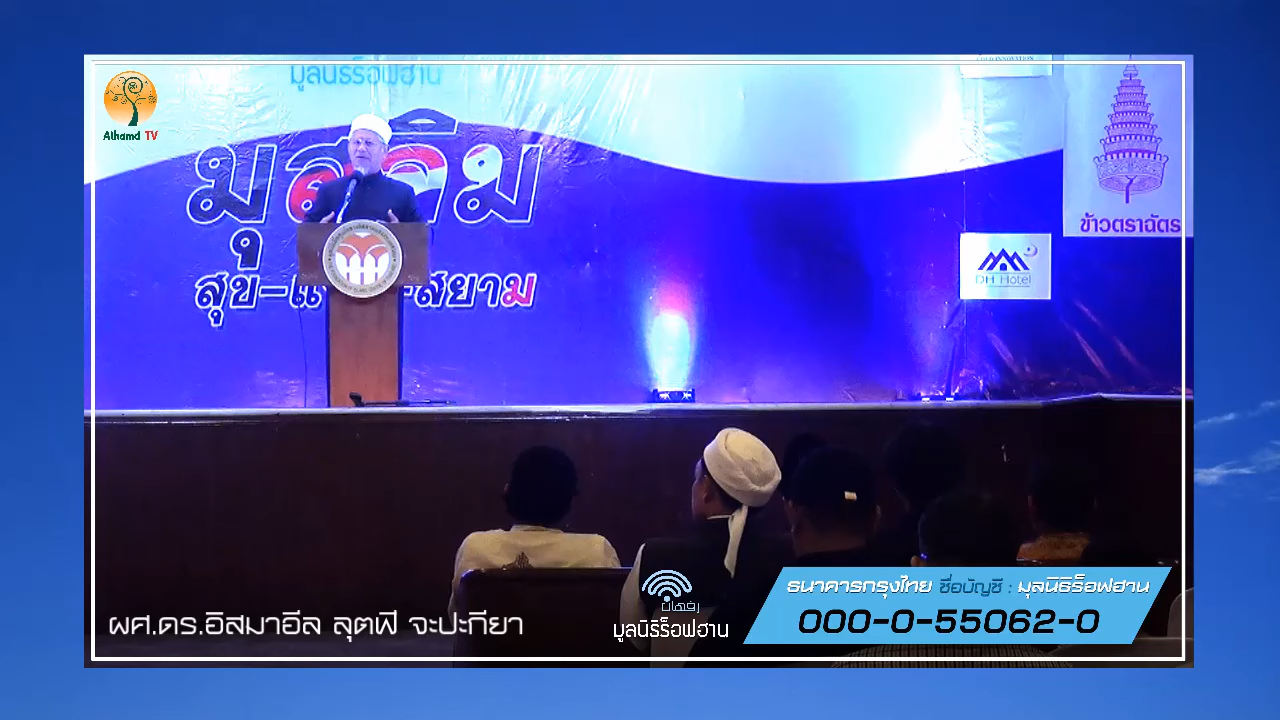 มูลนิธิร็อฟฮาน
Alhamd TV
มุสลิม
สุข-แ -สยาม
ข้าวตราฉัตร
DH Hotel
ธนาคารกรุงไทย ชื่อบัญชี : มุลนิธิร็อฟฮาน
000-0-55062-0
ผศ.ดร.อิสมาอีล ลุตฟี จะปะกียา
มูลนิธิร็อฟฮาน